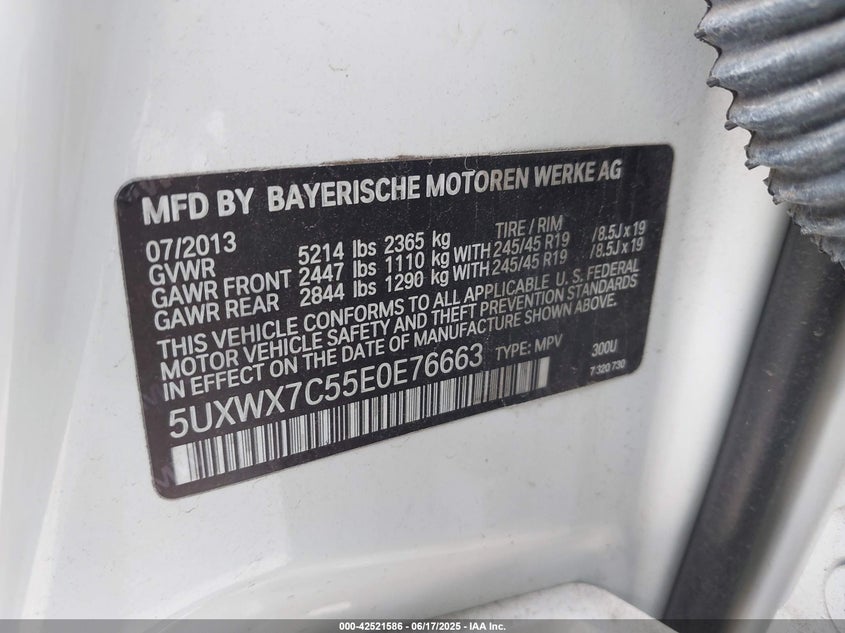 MFD BY BAYERISCHE MOTOREN WERKE AG
07/2013 TIRE / RIM
GVWR 5214 lbs 2365 kg
GAWR FRONT 2447 lbs 1110 kg WITH 245/45 R19 /8.5J x 19
GAWR REAR 2844 lbs 1290 kg WITH 245/45 R19 /8.5J x 19
THIS VEHICLE CONFORMS TO ALL APPLICABLE U.S. FEDERAL
MOTOR VEHICLE SAFETY AND THEFT PREVENTION STANDARDS
IN EFFECT ON THE DATE OF MANUFACTURE SHOWN ABOVE.
5UXWX7C55E0E76663 TYPE: MPV 300U
7 320 730
000-42521586 / 06/17/2025 - IAA Inc.